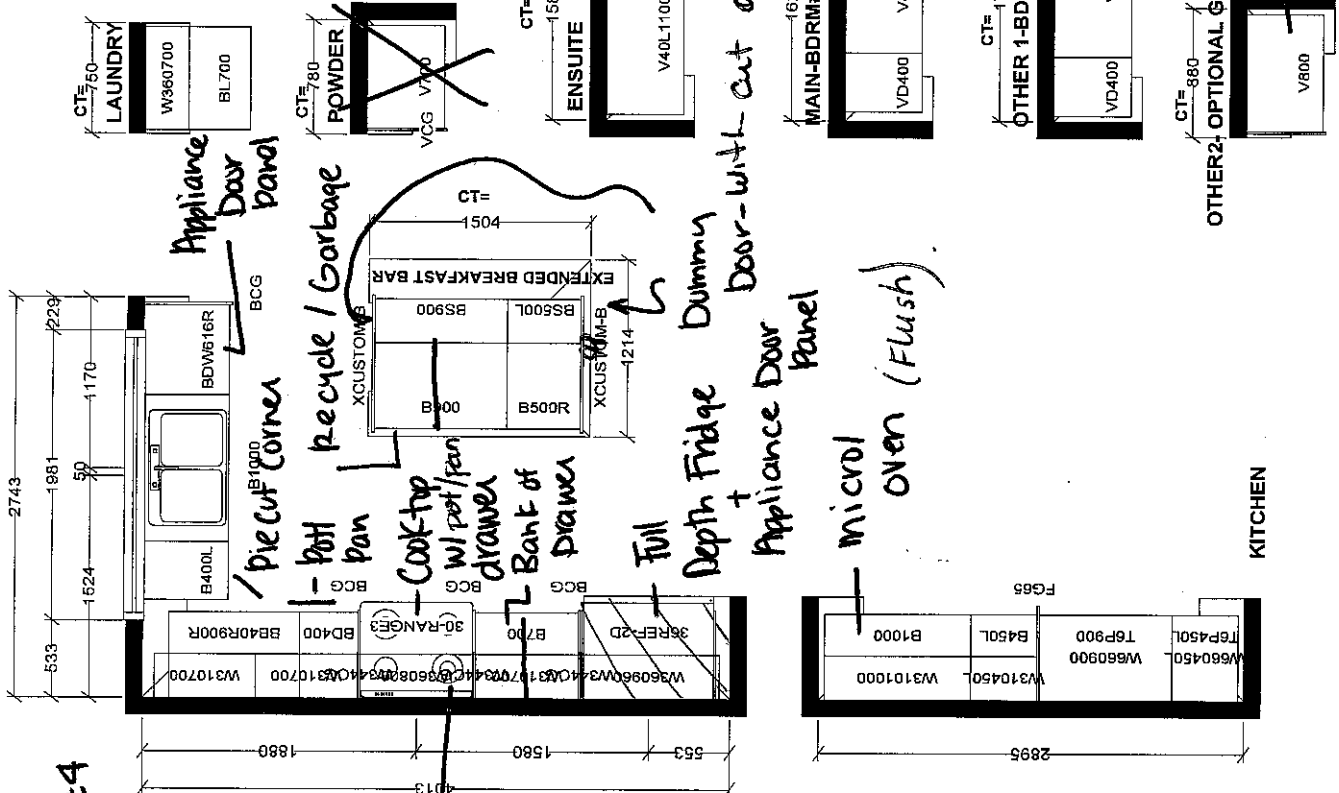 CT=
750
LAUNDRY
W360700
BL700
CT=
780
POWDER
VCG
CT=
ENSUITE
V40L1100
MAIN-BDRM
VD400
CT=
OTHER 1-BD
VD400
CT=
880
OTHER2- OPTIONAL G
V800
Appliance
Door
Panel
2743
229
1981
1170
50
1524
533
BDW616R
BCG
B1000
B400L
Pie cut Corner
Recycle / Garbage
CT=
1504
EXTENDED BREAKFAST BAR
XCUSTOM-B
BS900
BS500L
B900
B500R
XCUSTOM-B
1214
Dummy
Door-with cut
Pan
BCG
Cooktop
w/ pot/pan
drawer
BCG
Bank of
Drawer
BCG
Full
Depth Fridge
+
Appliance Door
Panel
micro/
oven (Flush)
BB40R900R
BD400
30-RANGE3
B700
36REF-2D
W310700
W310700
W360960
1880
1580
553
4013
FG65
B1000
B450L
T6P900
T6P450L
W3101000
W310450L
W660900
W660450L
2895
KITCHEN